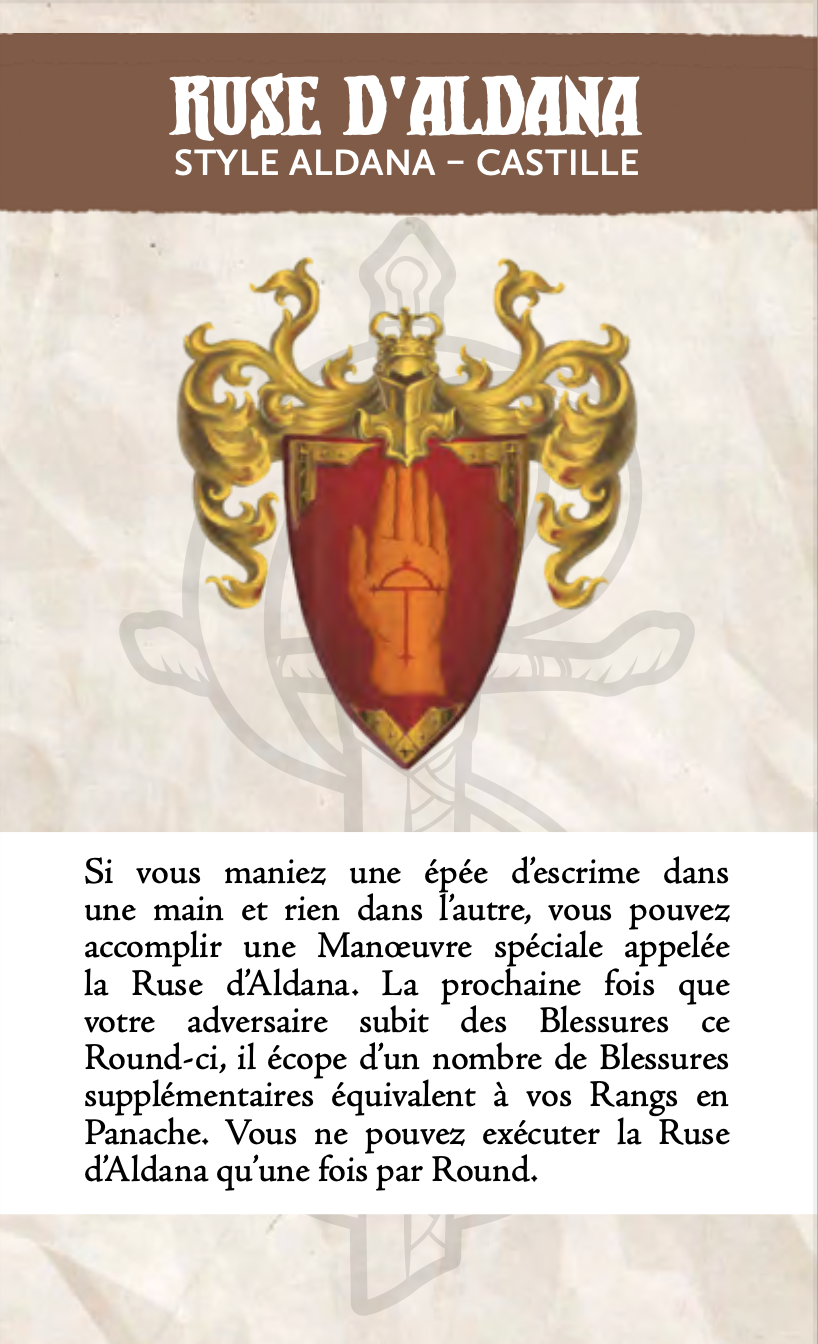 RUSE D'ALDANA
STYLE ALDANA – CASTILLE
Si vous maniez une épée d’escrime dans
une main et rien dans l’autre, vous pouvez
accomplir une Manœuvre spéciale appelée
la Ruse d’Aldana. La prochaine fois que
votre adversaire subit des Blessures ce
Round-ci, il écope d’un nombre de Blessures
supplémentaires équivalent à vos Rangs en
Panache. Vous ne pouvez exécuter la Ruse
d’Aldana qu’une fois par Round.